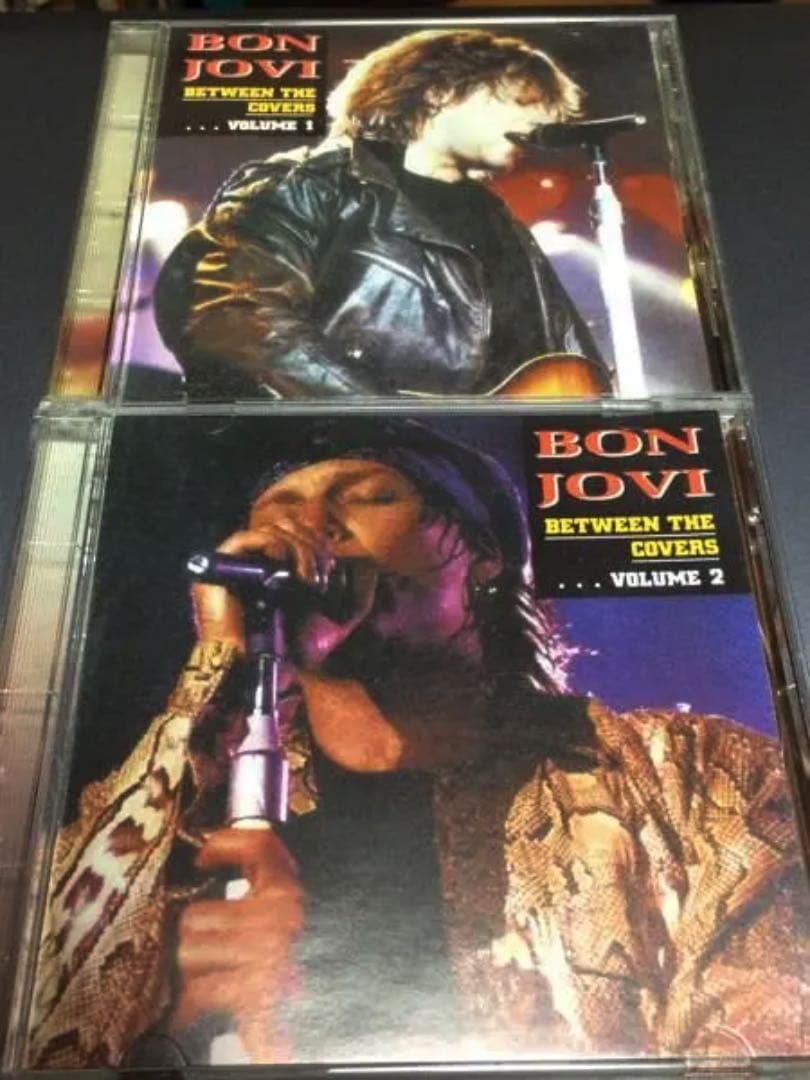 BON
JOVI
BETWEEN THE
COVERS
. . . VOLUME 1
BON
JOVI
BETWEEN THE
COVERS
. . . VOLUME 2